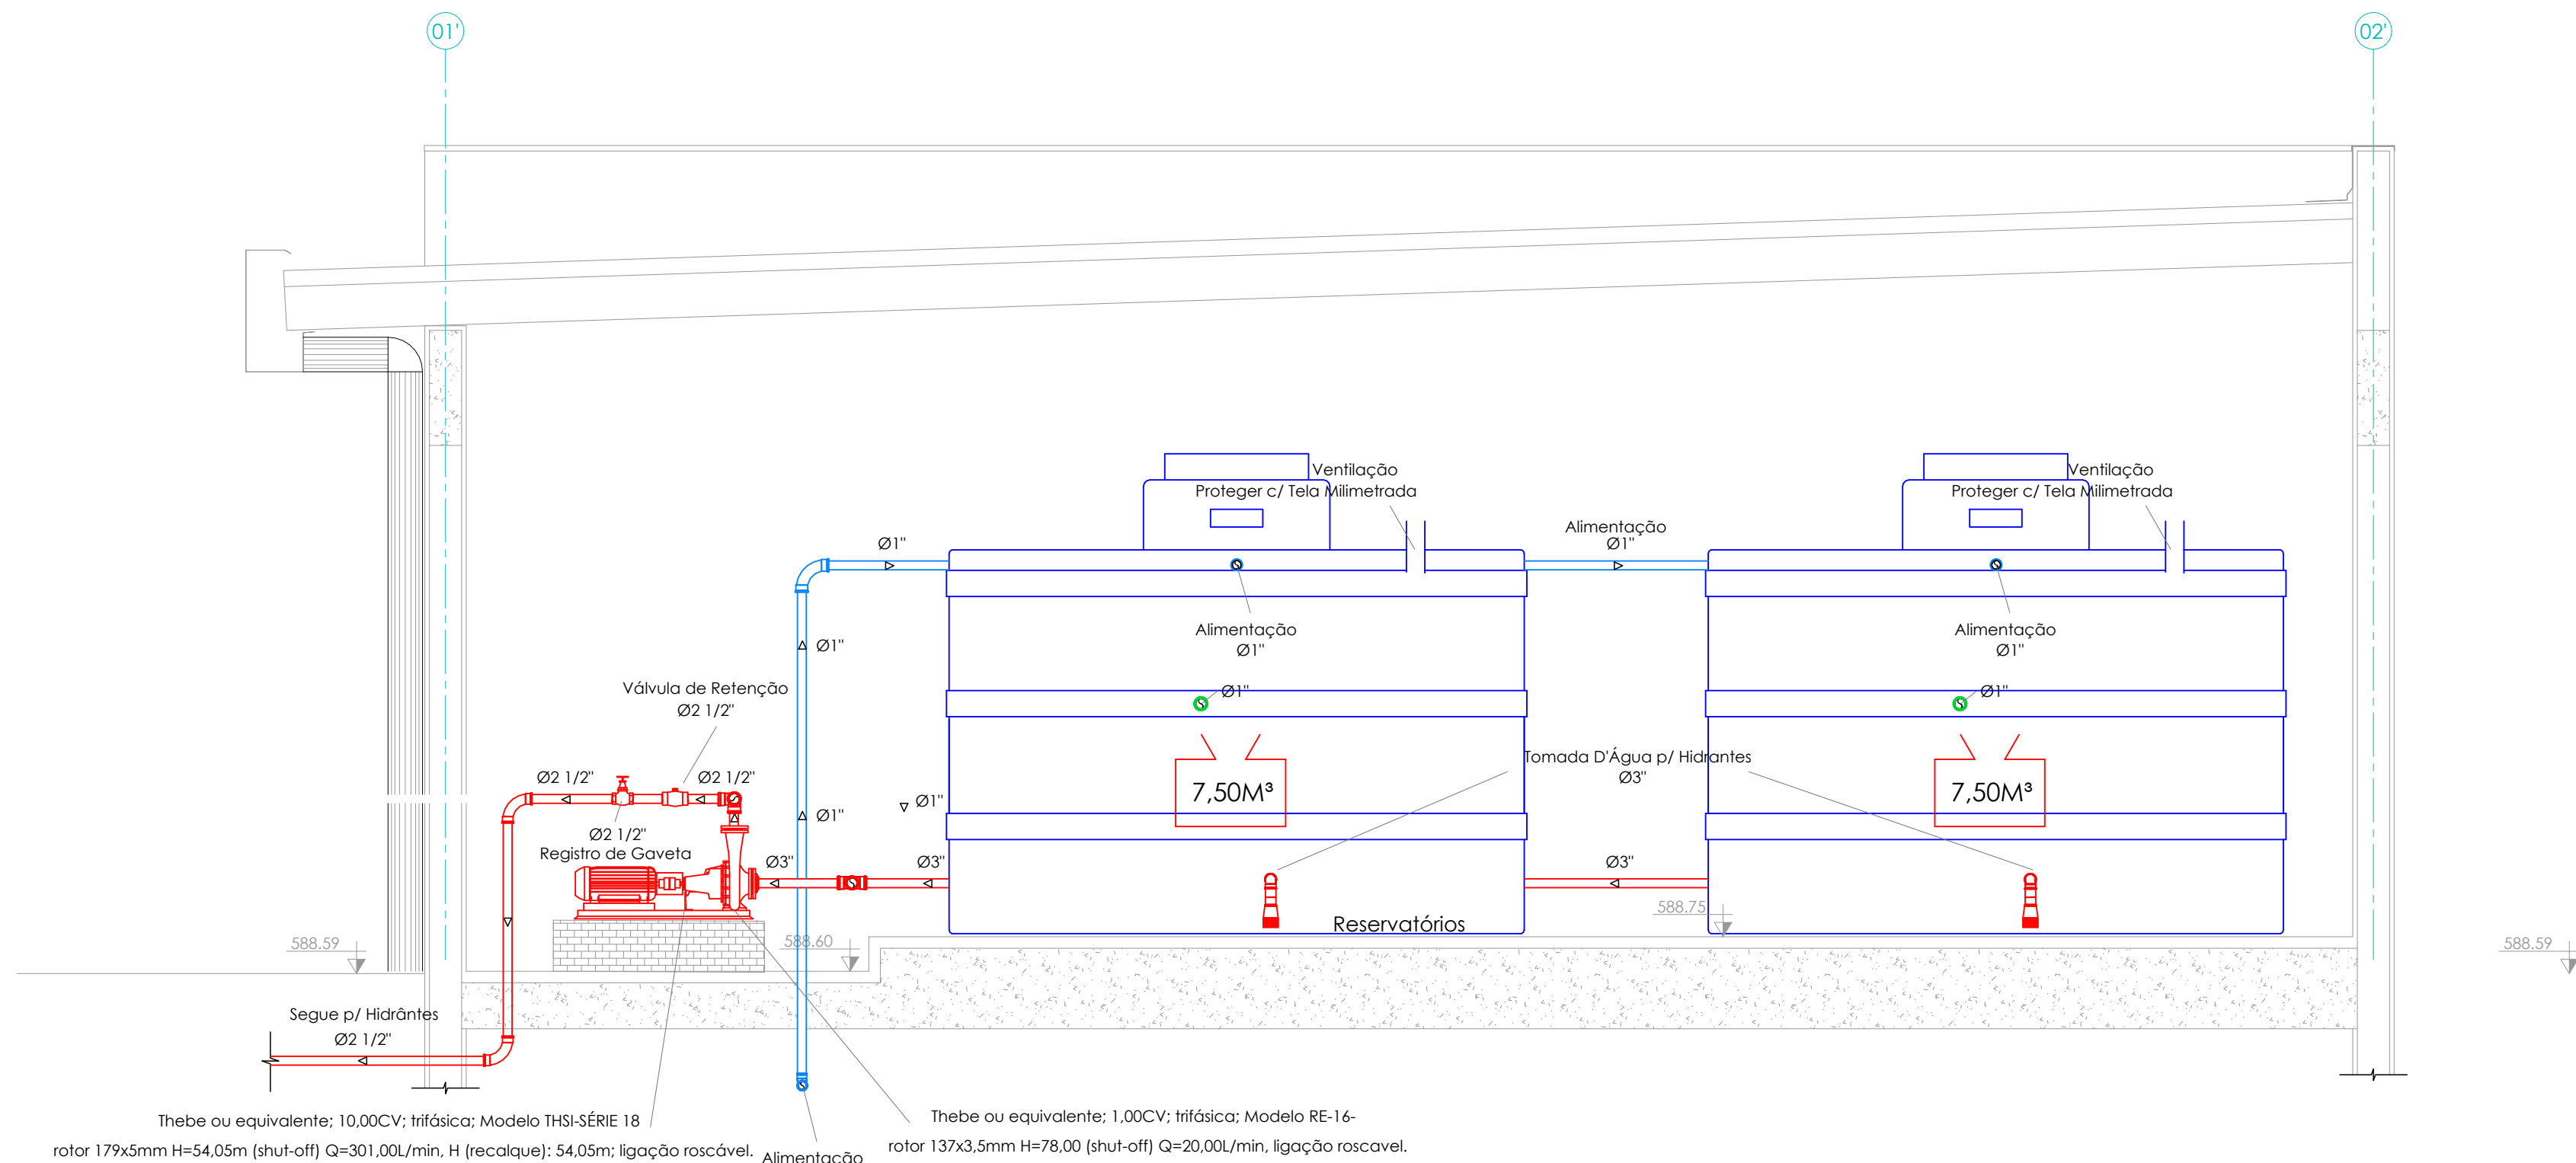 01'
02'
Ventilação
Proteger c/ Tela Milimetrada
Ventilação
Proteger c/ Tela Milimetrada
Ø1"
Alimentação
Ø1"
Alimentação
Ø1"
Alimentação
Ø1"
Ø1"
Válvula de Retenção
Ø2 1/2"
Ø1"
Ø1"
Ø2 1/2"
Ø2 1/2"
Tomada D'Água p/ Hidrantes
Ø3"
7,50M³
7,50M³
Ø1"
Ø1"
Ø2 1/2"
Registro de Gaveta
Ø3"
Ø3"
Ø3"
Reservatórios
588.75
588.59
588.60
588.59
Segue p/ Hidrântes
Ø2 1/2"
Thebe ou equivalente; 10,00CV; trifásica; Modelo THSI-SÉRIE 18
rotor 179x5mm H=54,05m (shut-off) Q=301,00L/min, H (recalque): 54,05m; ligação roscável.
Thebe ou equivalente; 1,00CV; trifásica; Modelo RE-16-
rotor 137x3,5mm H=78,00 (shut-off) Q=20,00L/min, ligação roscavel.
Alimentação